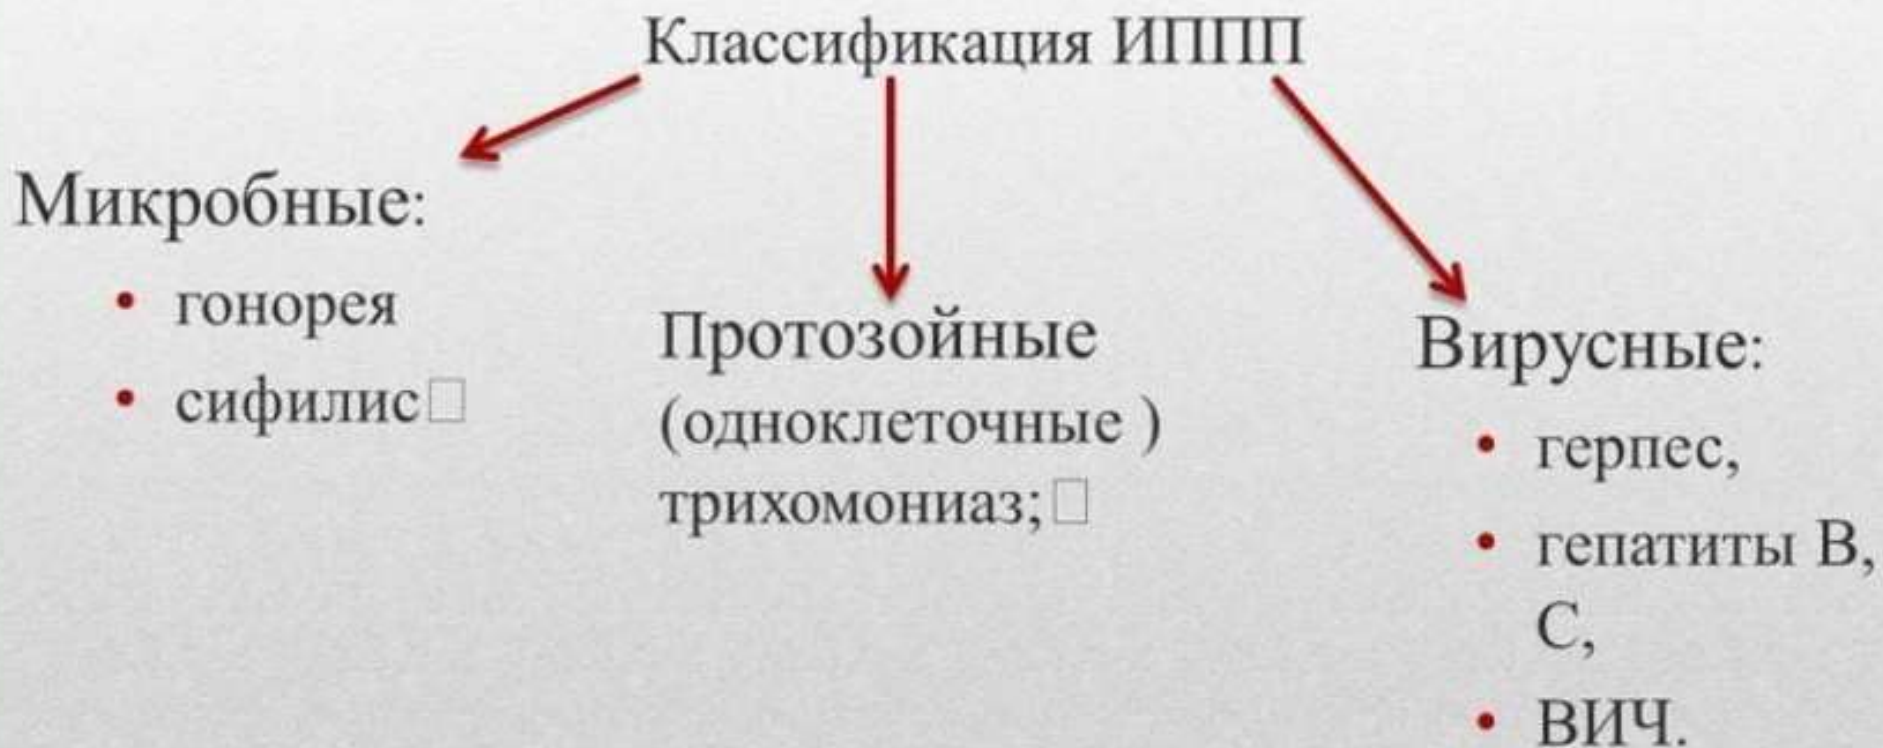 Классификация ИППП
Микробные:
• гонорея
• сифилис□
Протозойные
(одноклеточные )
трихомониаз;□
Вирусные:
• герпес,
• гепатиты В,
С,
• ВИЧ.